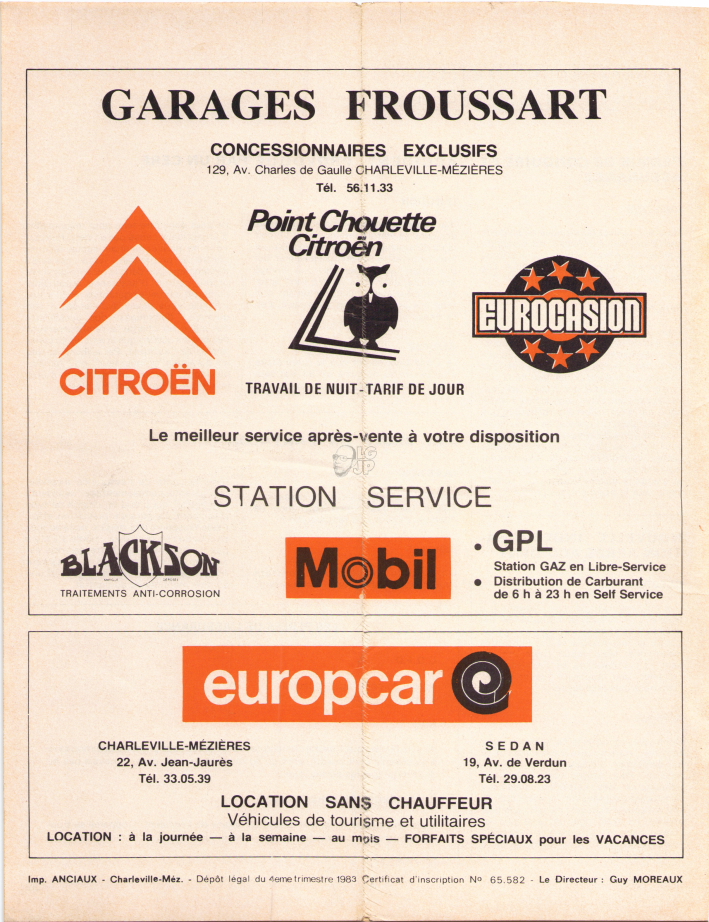 GARAGES FROUSSART
CONCESSIONNAIRES EXCLUSIFS
129, Av. Charles de Gaulle CHARLEVILLE-MÉZIÈRES
Tél. 56.11.33
Point Chouette
Citroën
CITROËN
EUROCASION
TRAVAIL DE NUIT - TARIF DE JOUR
Le meilleur service après-vente à votre disposition
LG
JP
STATION SERVICE
BLACKSON
TRAITEMENTS ANTI-CORROSION
Mobil
• GPL
Station GAZ en Libre-Service
• Distribution de Carburant
de 6 h à 23 h en Self Service
europcar
CHARLEVILLE-MÉZIÈRES
22, Av. Jean-Jaurès
Tél. 33.05.39
SEDAN
19, Av. de Verdun
Tél. 29.08.23
LOCATION SANS CHAUFFEUR
Véhicules de tourisme et utilitaires
LOCATION : à la journée — à la semaine — au mois — FORFAITS SPÉCIAUX pour les VACANCES
Imp. ANCIAUX - Charleville-Méz. - Dépôt légal du 4eme trimestre 1983 Certificat d'inscription No 65.582 - Le Directeur : Guy MOREAUX